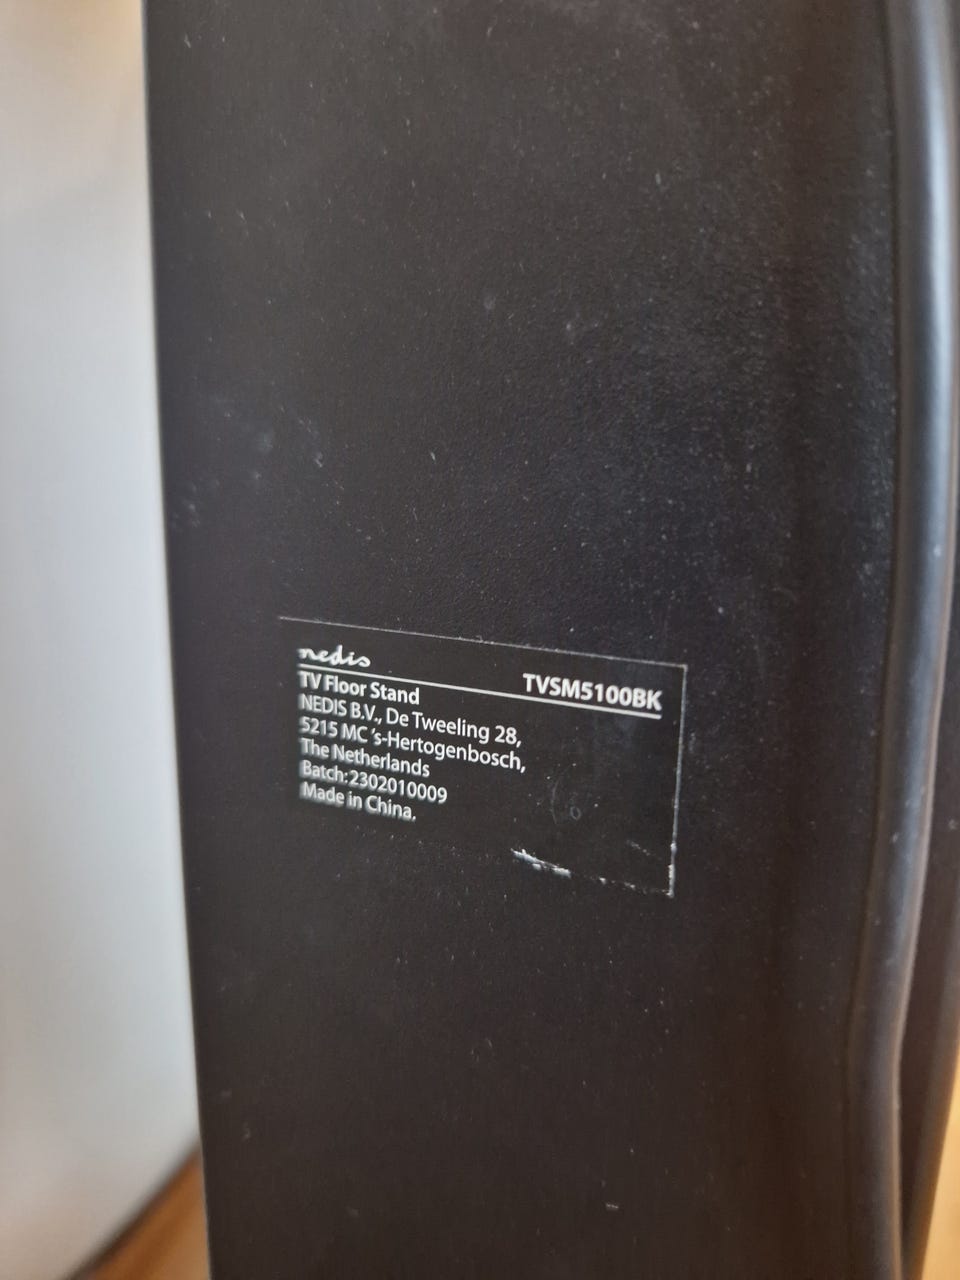 nedis
TVSM5100BK
TV Floor Stand
NEDIS B.V., De Tweeling 28,
5215 MC 's-Hertogenbosch,
The Netherlands
Batch:2302010009
Made in China.